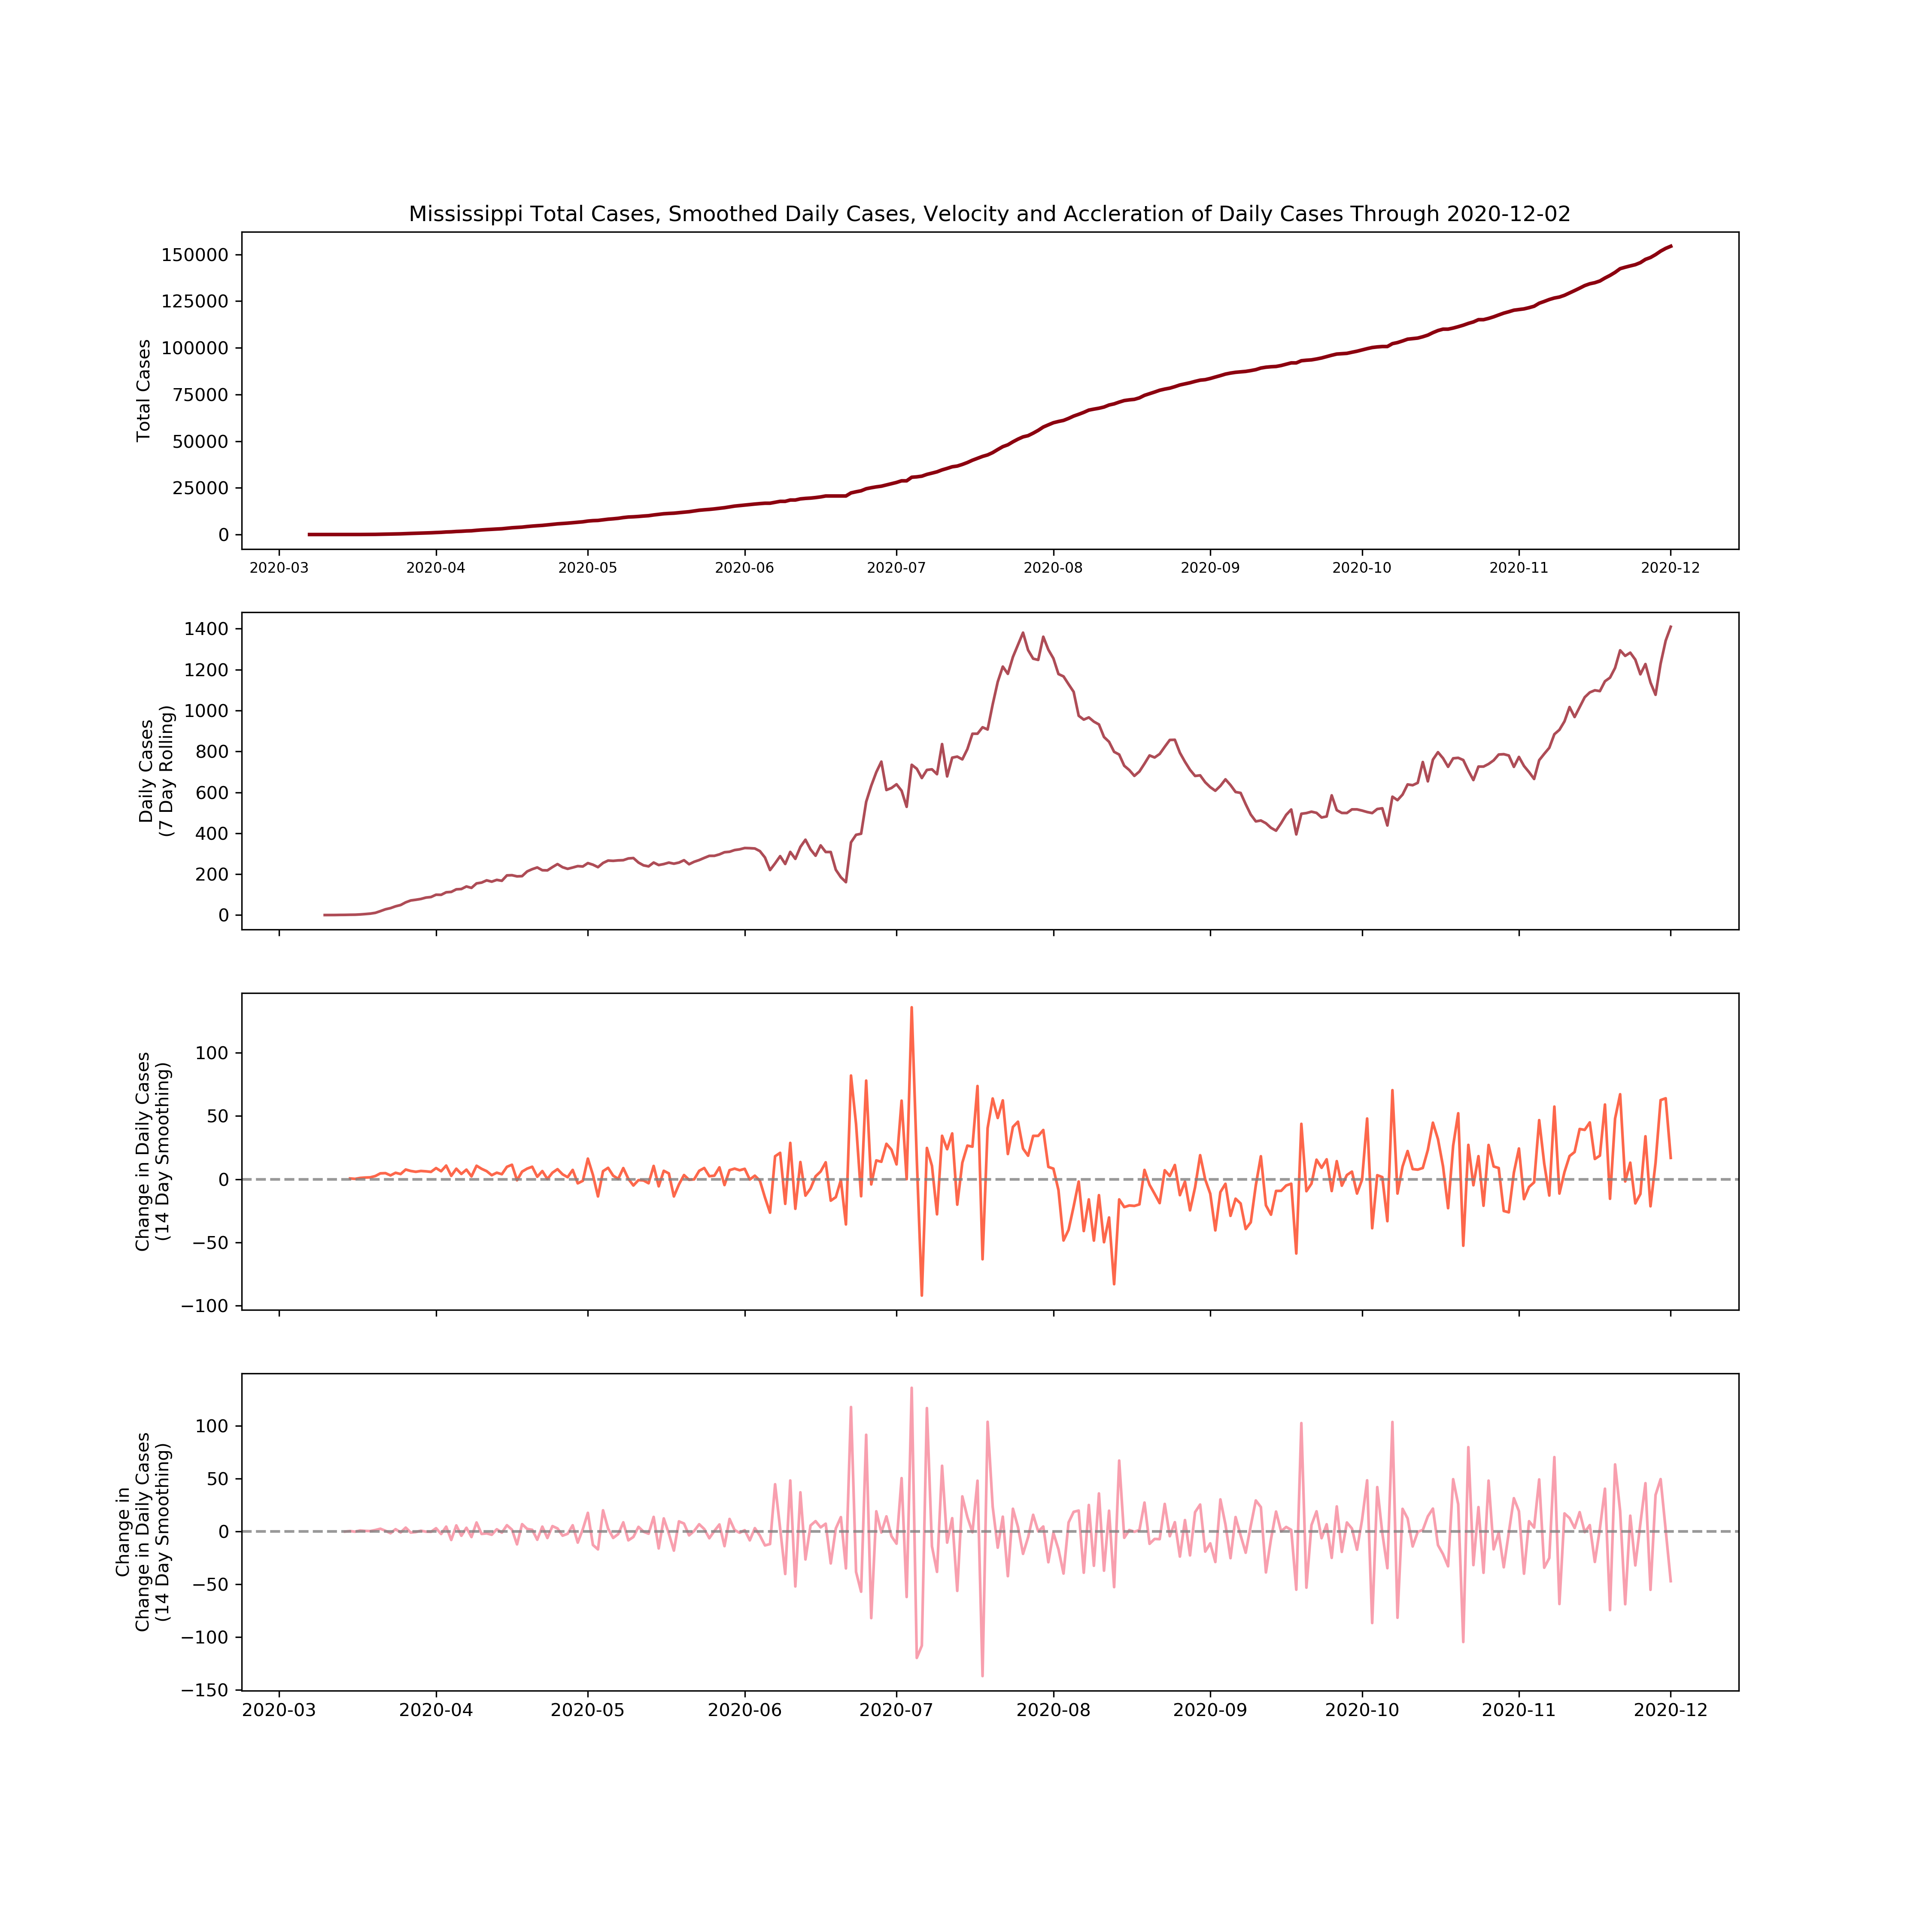 Mississippi Total Cases, Smoothed Daily Cases, Velocity and Accleration of Daily Cases Through 2020-12-02
Total Cases
150000
125000
100000
75000
50000
25000
0
2020-03 2020-04 2020-05 2020-06 2020-07 2020-08 2020-09 2020-10 2020-11 2020-12
Daily Cases
(7 Day Rolling)
1400
1200
1000
800
600
400
200
0
Change in Daily Cases
(14 Day Smoothing)
100
50
0
−50
−100
Change in
Change in Daily Cases
(14 Day Smoothing)
100
50
0
−50
−100
−150
2020-03 2020-04 2020-05 2020-06 2020-07 2020-08 2020-09 2020-10 2020-11 2020-12